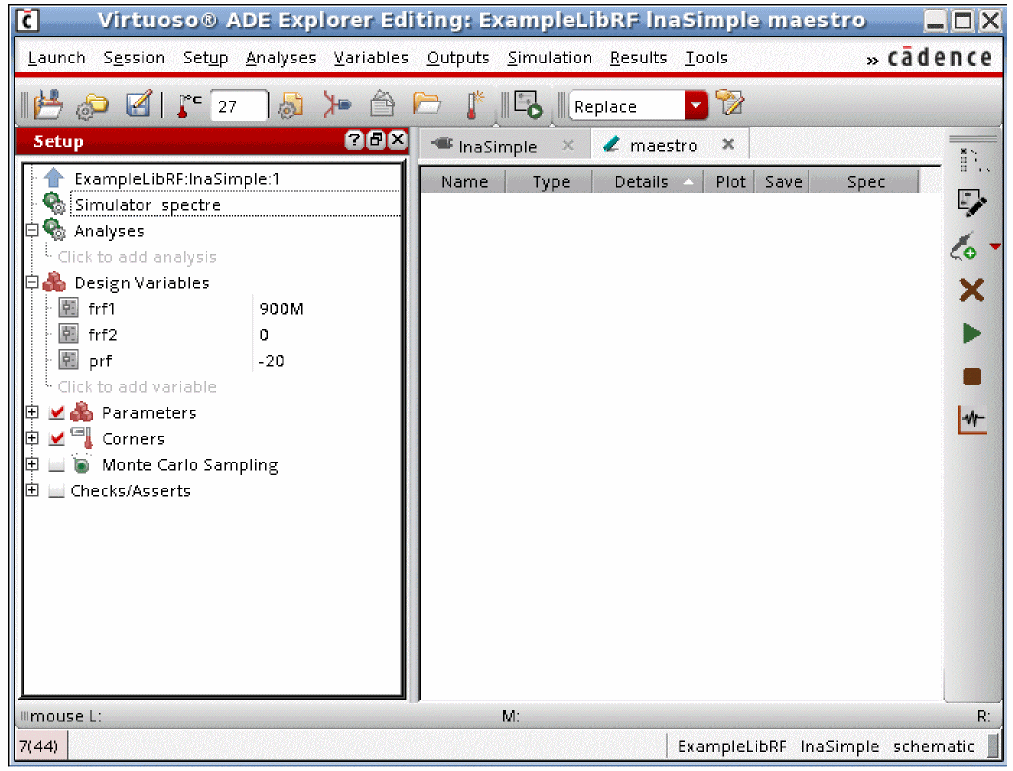 Virtuoso® ADE Explorer Editing: ExampleLibRF lnaSimple maestro
Launch Session Setup Analyses Variables Outputs Simulation Results Tools » cādence
°C 27 Replace
Setup
lnaSimple maestro
ExampleLibRF:lnaSimple:1
Name Type Details Plot Save Spec
Simulator spectre
Analyses
Click to add analysis
Design Variables
frf1 900M
frf2 0
prf -20
Click to add variable
Parameters
Corners
Monte Carlo Sampling
Checks/Asserts
mouse L: M: R:
7(44) ExampleLibRF lnaSimple schematic